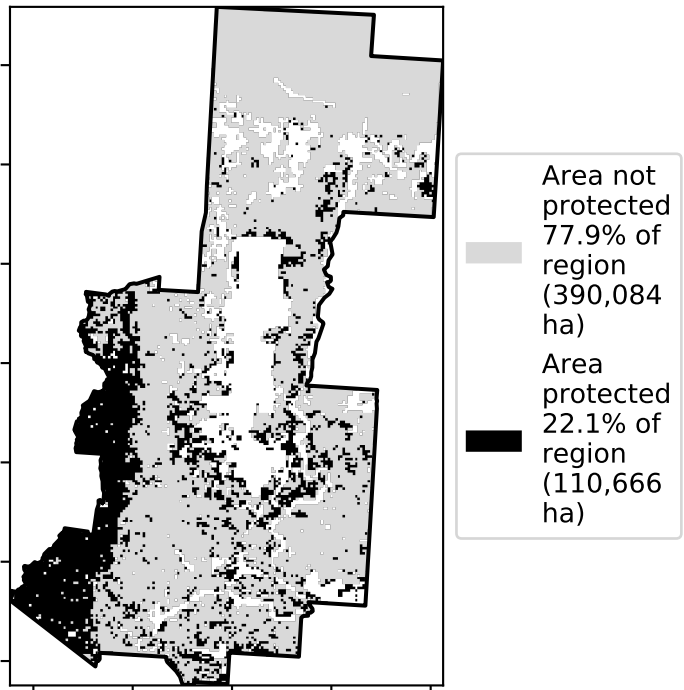 Area not
protected
77.9% of
region
(390,084
ha)
Area
protected
22.1% of
region
(110,666
ha)